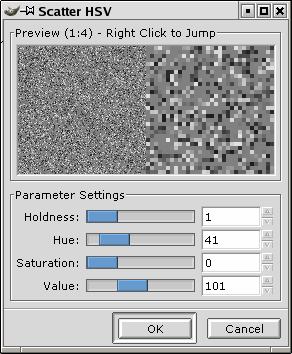 Scatter HSV
Preview (1:4) - Right Click to Jump
Parameter Settings
Holdness: 1
Hue: 41
Saturation: 0
Value: 101
OK Cancel